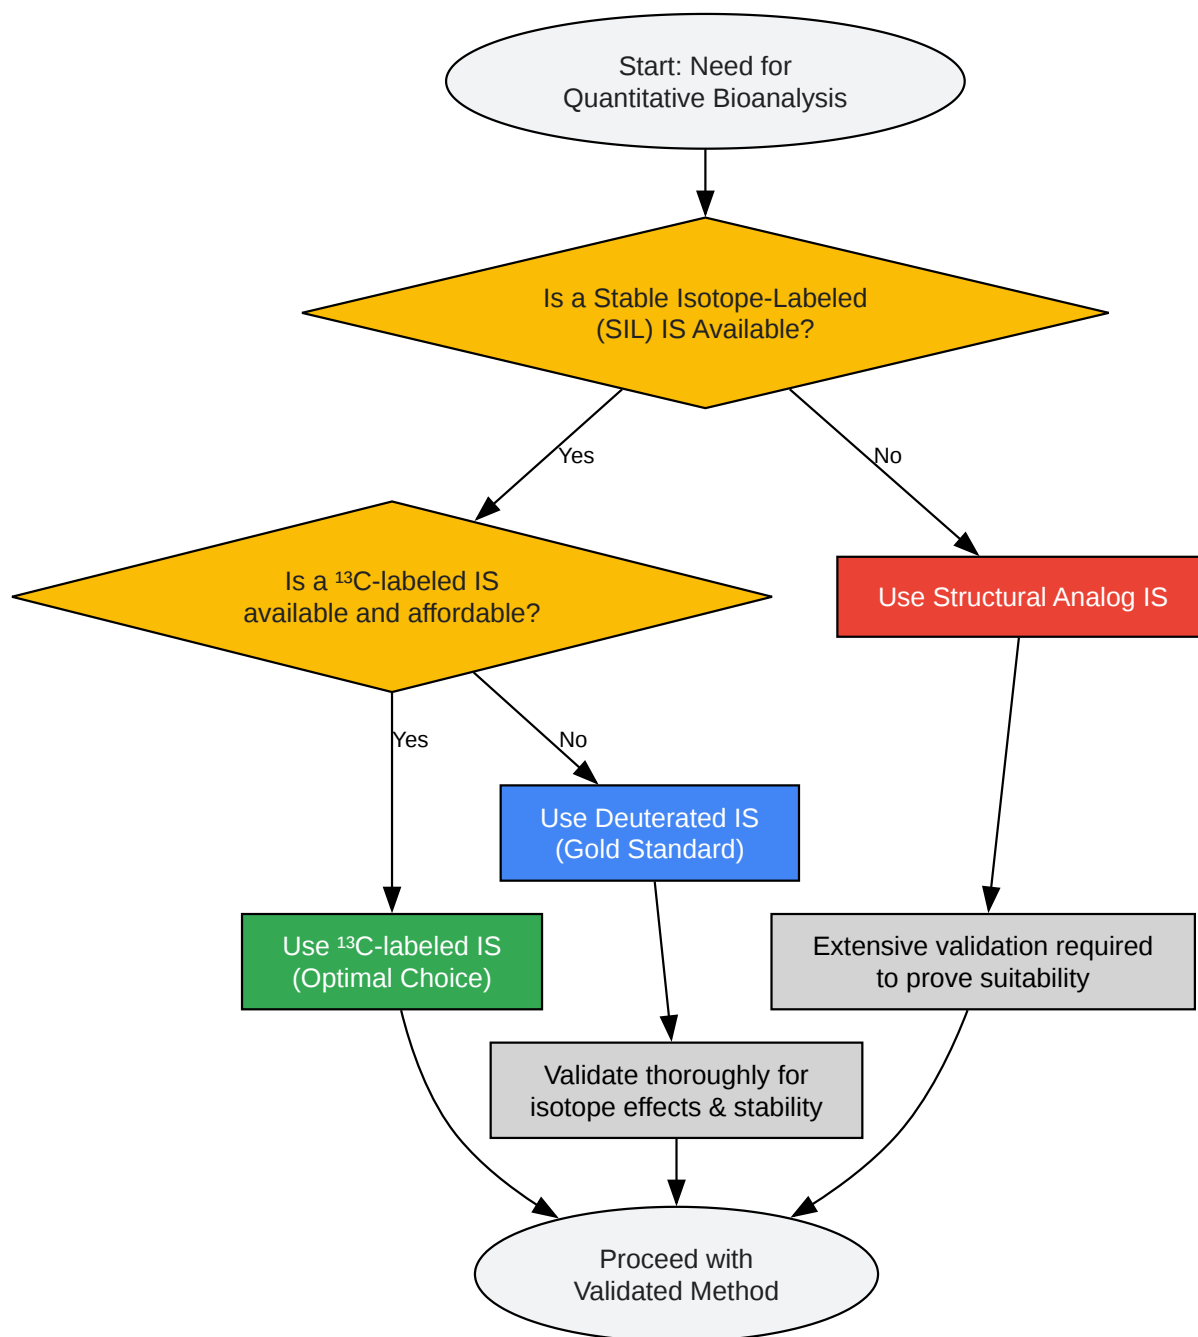 Start: Need for
Quantitative Bioanalysis
Is a Stable Isotope-Labeled
(SIL) IS Available?
Yes
No
Is a ¹³C-labeled IS
available and affordable?
Use Structural Analog IS
Yes
No
Use Deuterated IS
(Gold Standard)
Use ¹³C-labeled IS
(Optimal Choice)
Extensive validation required
to prove suitability
Validate thoroughly for
isotope effects & stability
Proceed with
Validated Method